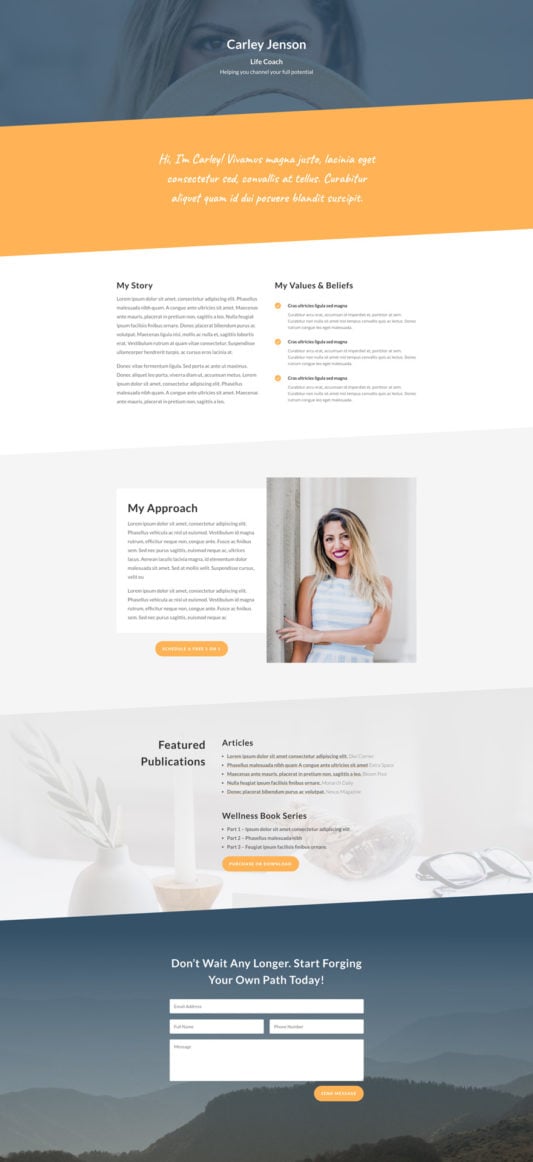 Carley Jenson
Life Coach
Helping you channel your full potential
Hi, I'm Carley! Vivamus magna justo, lacinia eget
consectetur sed, convallis at tellus. Curabitur
aliquet quam id dui posuere blandit suscipit.
My Story
Lorem ipsum dolor sit amet, consectetur adipiscing elit. Phasellus
malesuada nibh quam. A congue ante ultricies sit amet. Maecenas
ante mauris, placerat in pretium non, sagittis a leo. Nulla feugiat
ipsum facilisis finibus ornare. Donec placerat bibendum purus ac
volutpat. Maecenas ligula nisi, mollis ac nulla et, sagittis lobortis
erat. Vestibulum rutrum at quam vitae consectetur. Suspendisse
ullamcorper hendrerit turpis, ac cursus eros lacinia at.
Donec vitae fermentum ligula. Sed porta ac ante ut maximus.
Donec aliquet leo porta, viverra diam ut, accumsan metus. Lorem
ipsum dolor sit amet, consectetur adipiscing elit. Phasellus
malesuada nibh quam. A congue ante ultricies sit amet. Maecenas
ante mauris, placerat in pretium non, sagittis a leo.
My Values & Beliefs
Cras ultricies ligula sed magna
Curabitur arcu erat, accumsan id imperdiet et, porttitor at sem.
Curabitur non nulla sit amet nisl tempus convallis quis ac lectus. Donec
rutrum congue leo eget malesuada.
Cras ultricies ligula sed magna
Curabitur arcu erat, accumsan id imperdiet et, porttitor at sem.
Curabitur non nulla sit amet nisl tempus convallis quis ac lectus. Donec
rutrum congue leo eget malesuada.
Cras ultricies ligula sed magna
Curabitur arcu erat, accumsan id imperdiet et, porttitor at sem.
Curabitur non nulla sit amet nisl tempus convallis quis ac lectus. Donec
rutrum congue leo eget malesuada.
My Approach
Lorem ipsum dolor sit amet, consectetur adipiscing elit.
Phasellus vehicula ac nisl ut euismod. Vestibulum id magna
rutrum, efficitur neque non, congue ante. Fusce ac finibus
sem. Sed nec purus sagittis, euismod neque ac, ultrices
lacus. Aenean iaculis lacinia magna, id elementum dolor
malesuada sit amet. Sed at mollis velit. Suspendisse cursus,
velit eu
Lorem ipsum dolor sit amet, consectetur adipiscing elit.
Phasellus vehicula ac nisl ut euismod. Vestibulum id magna
rutrum, efficitur neque non, congue ante. Fusce ac finibus
sem. Sed nec purus sagittis, euismod neque ac
SCHEDULE A FREE 1 ON 1
Featured
Publications
Articles
Lorem ipsum dolor sit amet consectetur adipiscing elit. Divi Corner
Phasellus malesuada nibh quam A congue ante ultricies sit amet Extra Space
Maecenas ante mauris, placerat in pretium non, sagittis a leo. Bloom Post
Nulla feugiat ipsum facilisis finibus ornare. Monarch Daily
Donec placerat bibendum purus ac volutpat. Nexus Magazine
Wellness Book Series
Part 1 – Ipsum dolor sit amet consectetur adipiscing elit
Part 2 – Phasellus malesuada nibh
Part 3 – Feugiat ipsum facilisis finibus ornare.
PURCHASE OR DOWNLOAD
Don't Wait Any Longer. Start Forging
Your Own Path Today!
Email Address
Full Name
Phone Number
Message
SEND MESSAGE